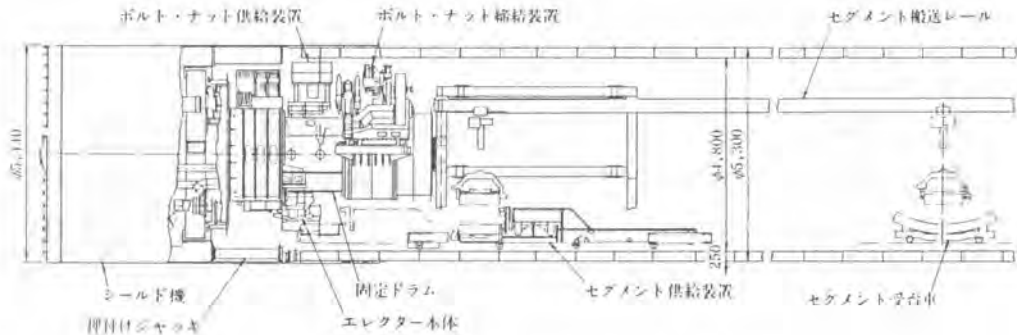 ボルト・ナット供給装置
ボルト・ナット締結装置
セグメント搬送レール
φ4,800
φ5,300
250
シールド機
押付けジャッキ
固定ドラム
エレクター本体
セグメント供給装置
セグメント受台車